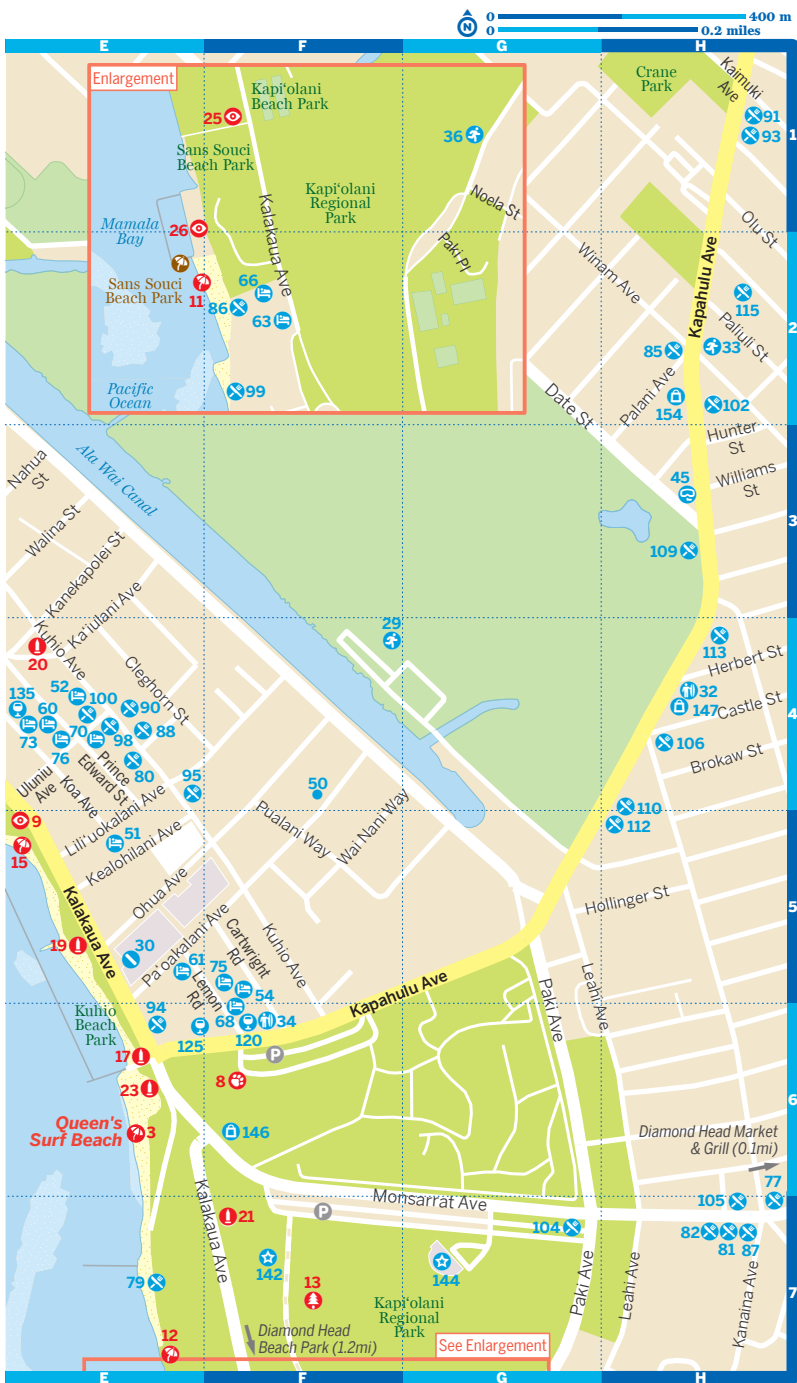 0 400 m
N
0 0.2 miles
E F G H
Enlargement
Kapi‘olani
Beach Park
Crane
Park
Kaimuki
Ave
25
36
91
93
1
Sans Souci
Beach Park
Kapi‘olani
Regional
Park
Kalakaua Ave
Noela St
Paki Pl
Mamala
Bay
26
Sans Souci
Beach Park
11
66
86
63
99
Pacific
Ocean
Winam Ave
Olu St
Kapahulu Ave
115
Paliuli St
85
33
2
Palani Ave
154
102
Date St
Hunter
St
Williams
St
45
109
3
Nahua
St
Ala Wai Canal
Walina St
Kanekapolei St
Ka‘iulani Ave
Kuhio Ave
20
29
113
Herbert St
32
147
Castle St
106
Brokaw St
4
Cleghorn St
135
60
52
100
90
73
76
70
98
88
80
Prince
Edward St
95
50
110
112
Uluniu
Ave
Koa Ave
Lili‘uokalani Ave
Kealohilani Ave
9
15
51
Pualani Way
Wai Nani Way
Kalakaua Ave
Ohua Ave
Hollinger St
5
19
30
Pa‘oakalani Ave
Cartwright
Rd
Kuhio Ave
61
75
54
Lemon
Rd
Kapahulu Ave
Paki Ave
Leahi Ave
Kuhio
Beach
Park
94
125
68
120
34
17
P
23
8
Queen's
Surf Beach
3
146
6
Diamond Head Market
& Grill (0.1mi)
77
Kalakaua Ave
Monsarrat Ave
105
21
P
104
82
81
87
142
144
79
13
Kapi‘olani
Regional
Park
Paki Ave
Leahi Ave
Kanaina Ave
7
12
Diamond Head
Beach Park (1.2mi)
See Enlargement
E F G H